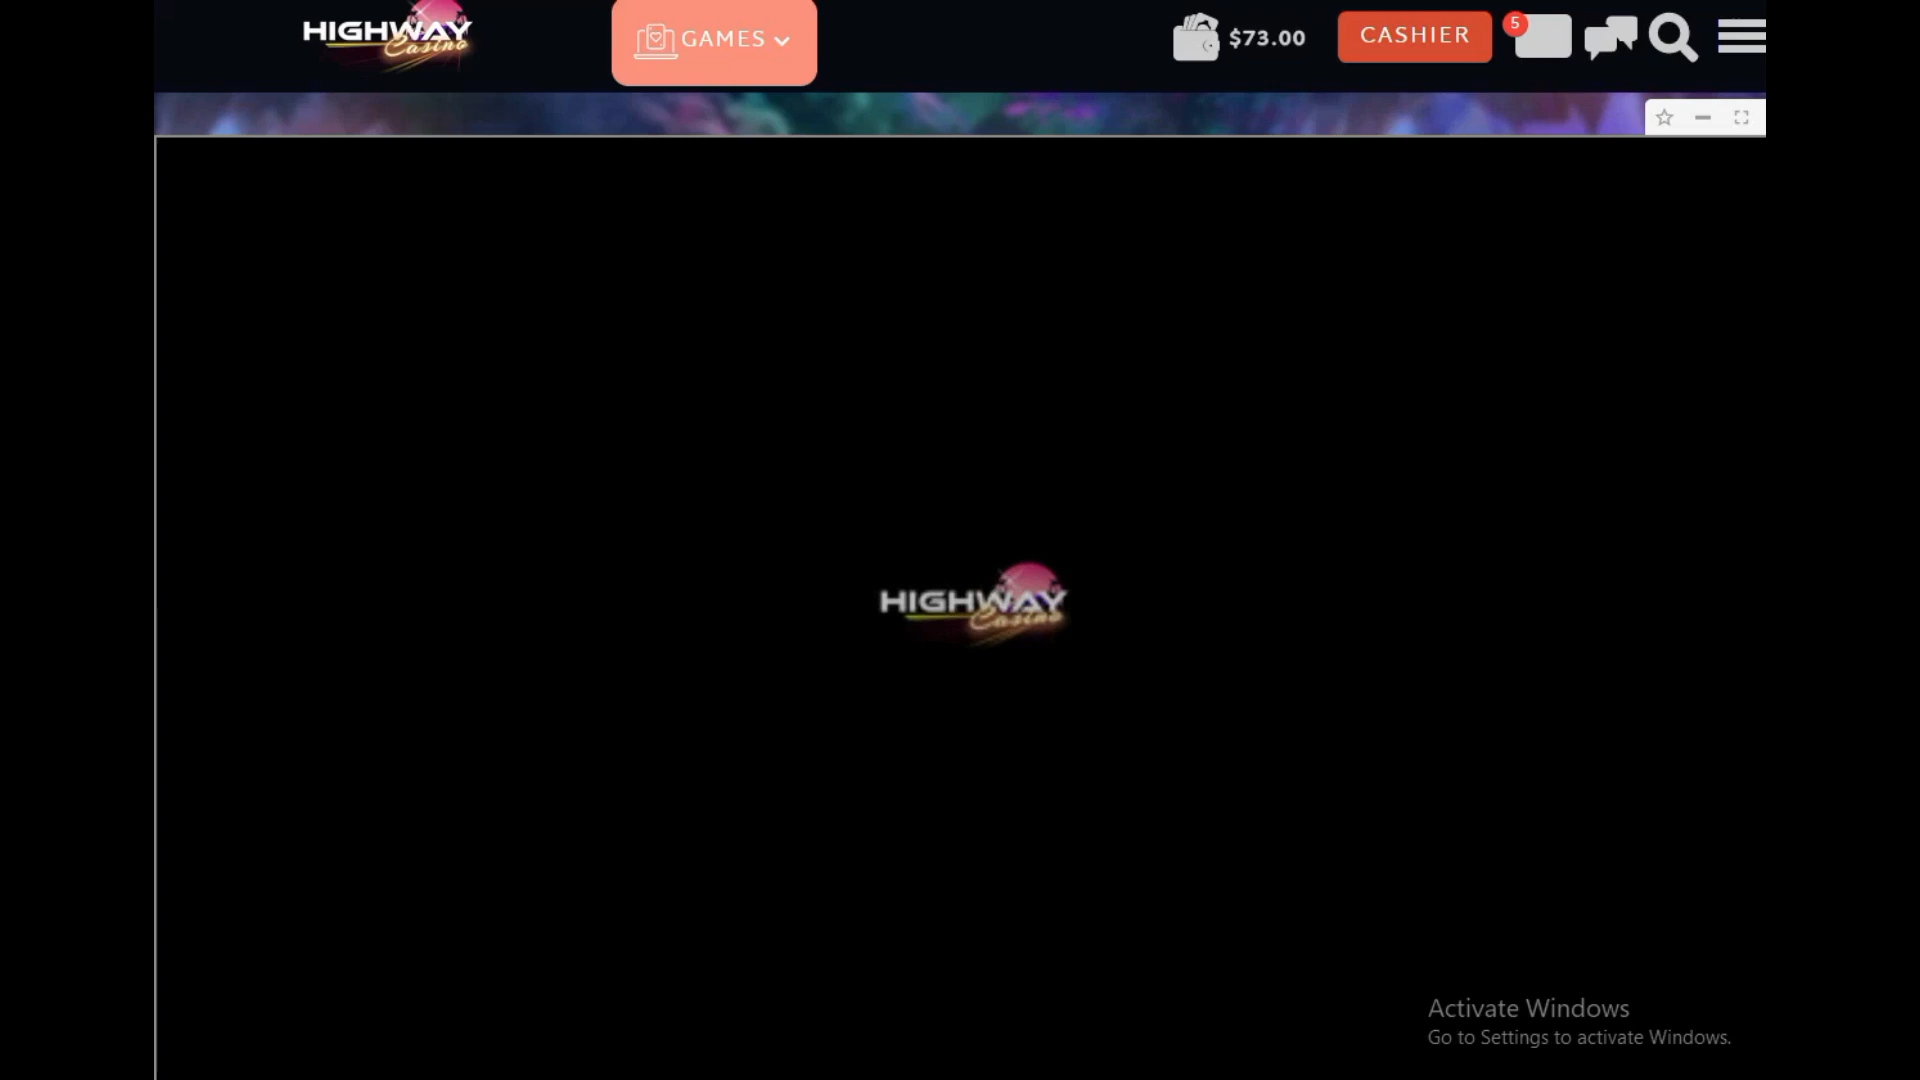 HIGHWAY
Casino
GAMES
$73.00
CASHIER
5
HIGHWAY
Casino
Activate Windows
Go to Settings to activate Windows.